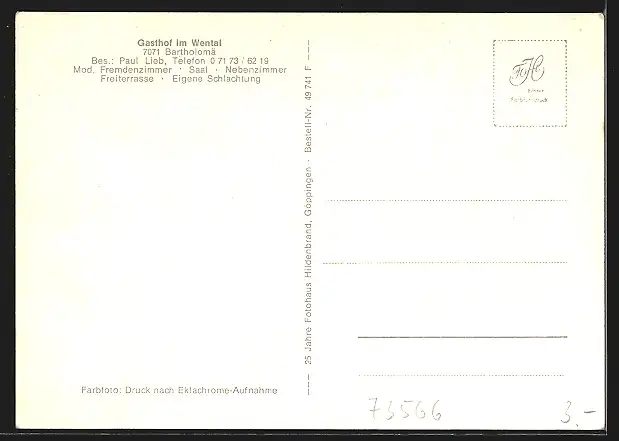 Gasthof im Wental
7071 Bartholomä
Bes.: Paul Lieb, Telefon 0 71 73 / 62 19
Mod. Fremdenzimmer · Saal · Nebenzimmer
Freiterrasse · Eigene Schlachtung
25 Jahre Fotohaus Hildenbrand, Göppingen · Bestell-Nr. 49 741 F
FHG
Farbfoto: Druck nach Ektachrome-Aufnahme
73566
3.-